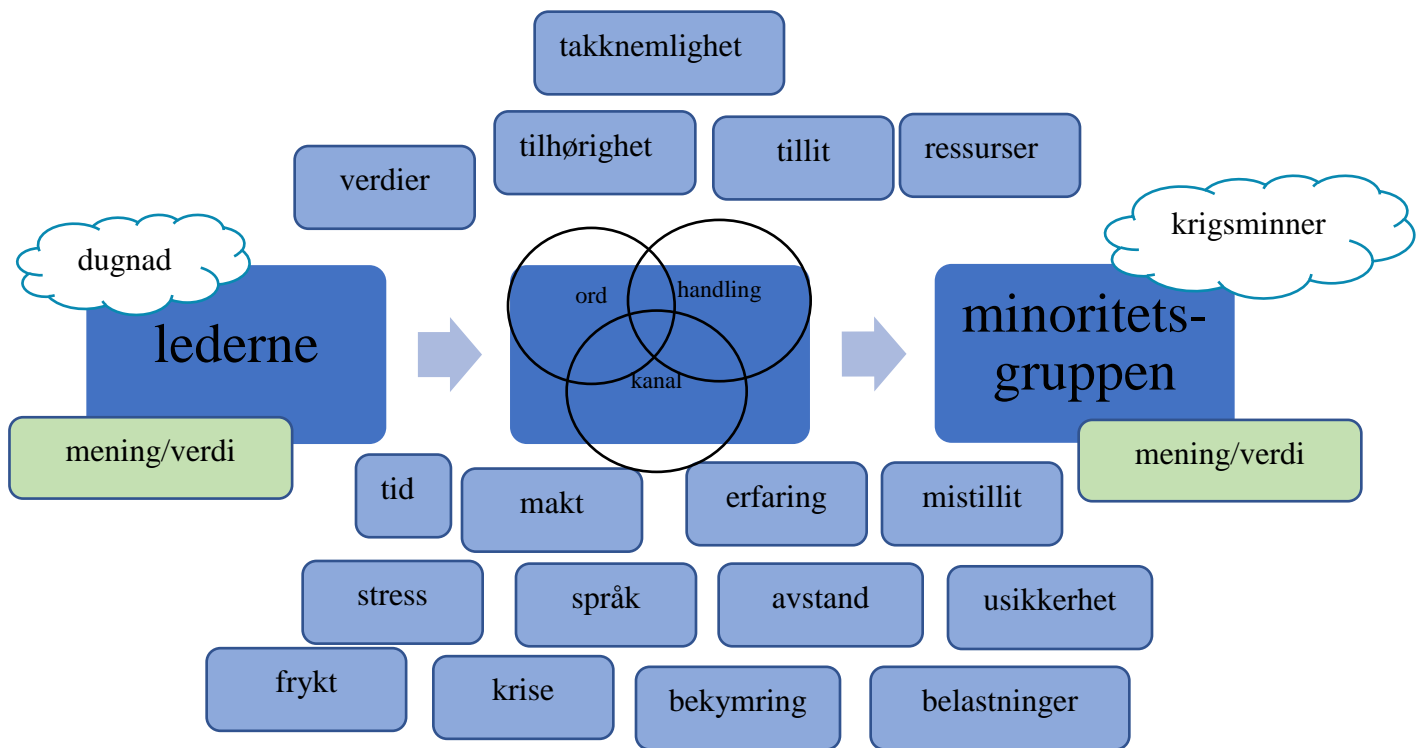 takknemlighet
tilhørighet
tillit
ressurser
verdier
krigsminner
dugnad
ord
handling
lederne
minoritets-
gruppen
kanal
mening/verdi
mening/verdi
tid
makt
erfaring
mistillit
stress
språk
avstand
usikkerhet
frykt
krise
bekymring
belastninger